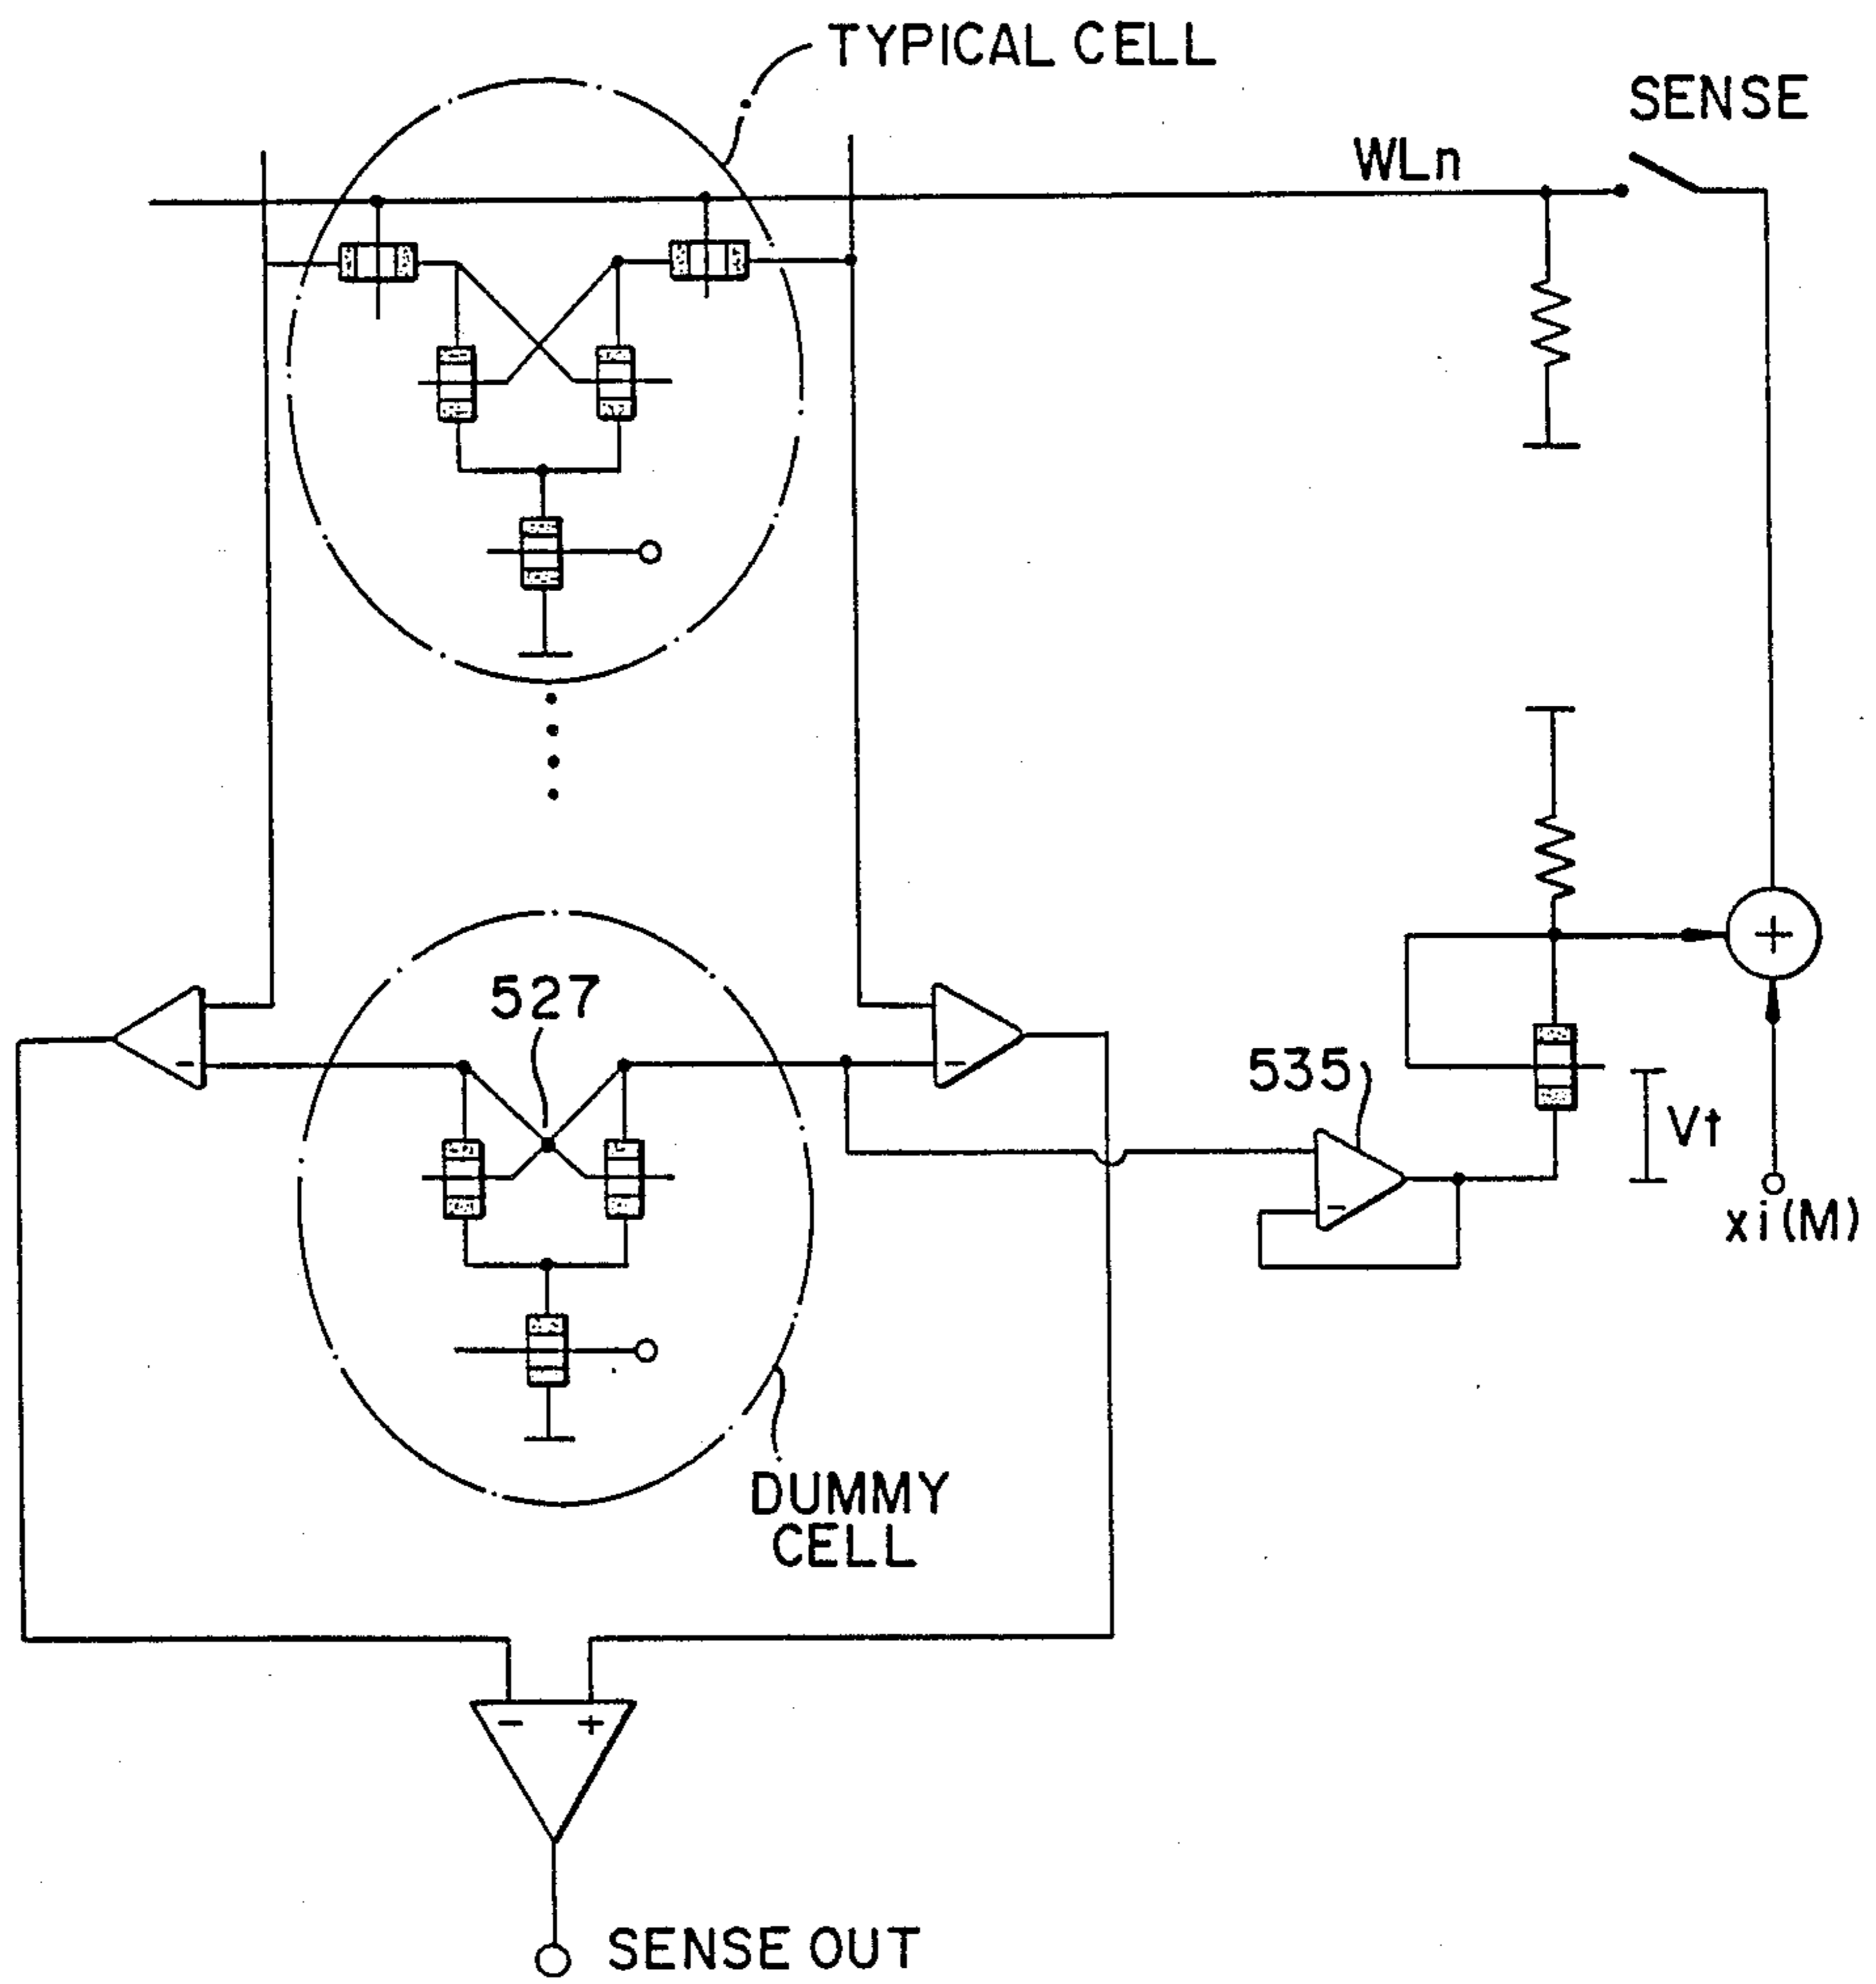 TYPICAL CELL
SENSE
WLn
527
535
Vt
xi(M)
DUMMY
CELL
SENSE OUT